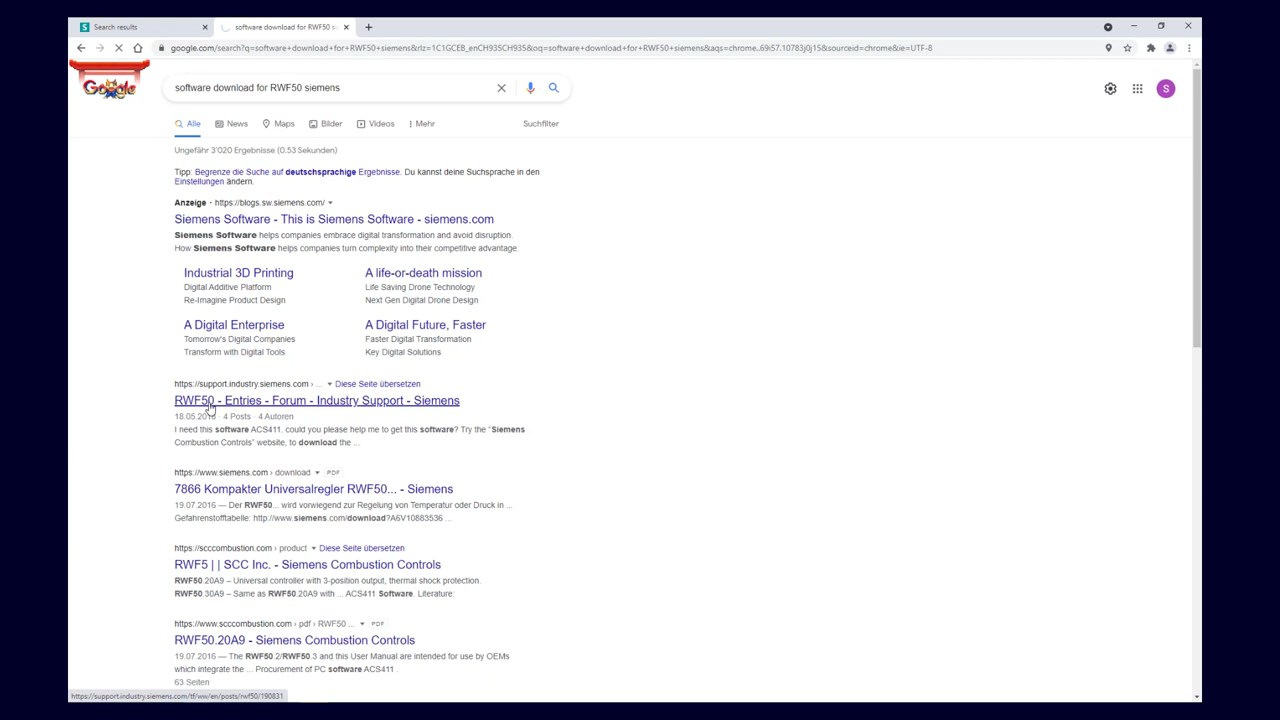 Search results
software download for RWF50 si
google.com/search?q=software+download+for+RWF50+siemens&rlz=1C1GCEB_enCH935CH935&oq=software+download+for+RWF50+siemens&aqs=chrome..69i57.10783j0j15&sourceid=chrome&ie=UTF-8
Google
software download for RWF50 siemens
S
Alle News Maps Bilder Videos Mehr Suchfilter
Ungefähr 3'020 Ergebnisse (0.53 Sekunden)
Tipp: Begrenze die Suche auf deutschsprachige Ergebnisse. Du kannst deine Suchsprache in den
Einstellungen ändern.
Anzeige · https://blogs.sw.siemens.com/
Siemens Software - This is Siemens Software - siemens.com
Siemens Software helps companies embrace digital transformation and avoid disruption.
How Siemens Software helps companies turn complexity into their competitive advantage.
Industrial 3D Printing
Digital Additive Platform
Re-Imagine Product Design
A life-or-death mission
Life Saving Drone Technology
Next Gen Digital Drone Design
A Digital Enterprise
Tomorrow's Digital Companies
Transform with Digital Tools
A Digital Future, Faster
Faster Digital Transformation
Key Digital Solutions
https://support.industry.siemens.com › ... Diese Seite übersetzen
RWF50 - Entries - Forum - Industry Support - Siemens
18.05.20 · 4 Posts · 4 Autoren
I need this software ACS411. could you please help me to get this software? Try the "Siemens
Combustion Controls" website, to download the ...
https://www.siemens.com › download PDF
7866 Kompakter Universalregler RWF50... - Siemens
19.07.2016 — Der RWF50... wird vorwiegend zur Regelung von Temperatur oder Druck in ...
Gefahrenstofftabelle: http://www.siemens.com/download?A6V10883536 ...
https://scccombustion.com › product Diese Seite übersetzen
RWF5 | | SCC Inc. - Siemens Combustion Controls
RWF50.20A9 – Universal controller with 3-position output, thermal shock protection.
RWF50.30A9 – Same as RWF50.20A9 with ... ACS411 Software. Literature:
https://www.scccombustion.com › pdf › RWF50 ... PDF
RWF50.20A9 - Siemens Combustion Controls
19.07.2016 — The RWF50.2/RWF50.3 and this User Manual are intended for use by OEMs
which integrate the ... Procurement of PC software ACS411 .
63 Seiten
https://support.industry.siemens.com/tf/ww/en/posts/rwf50/190831